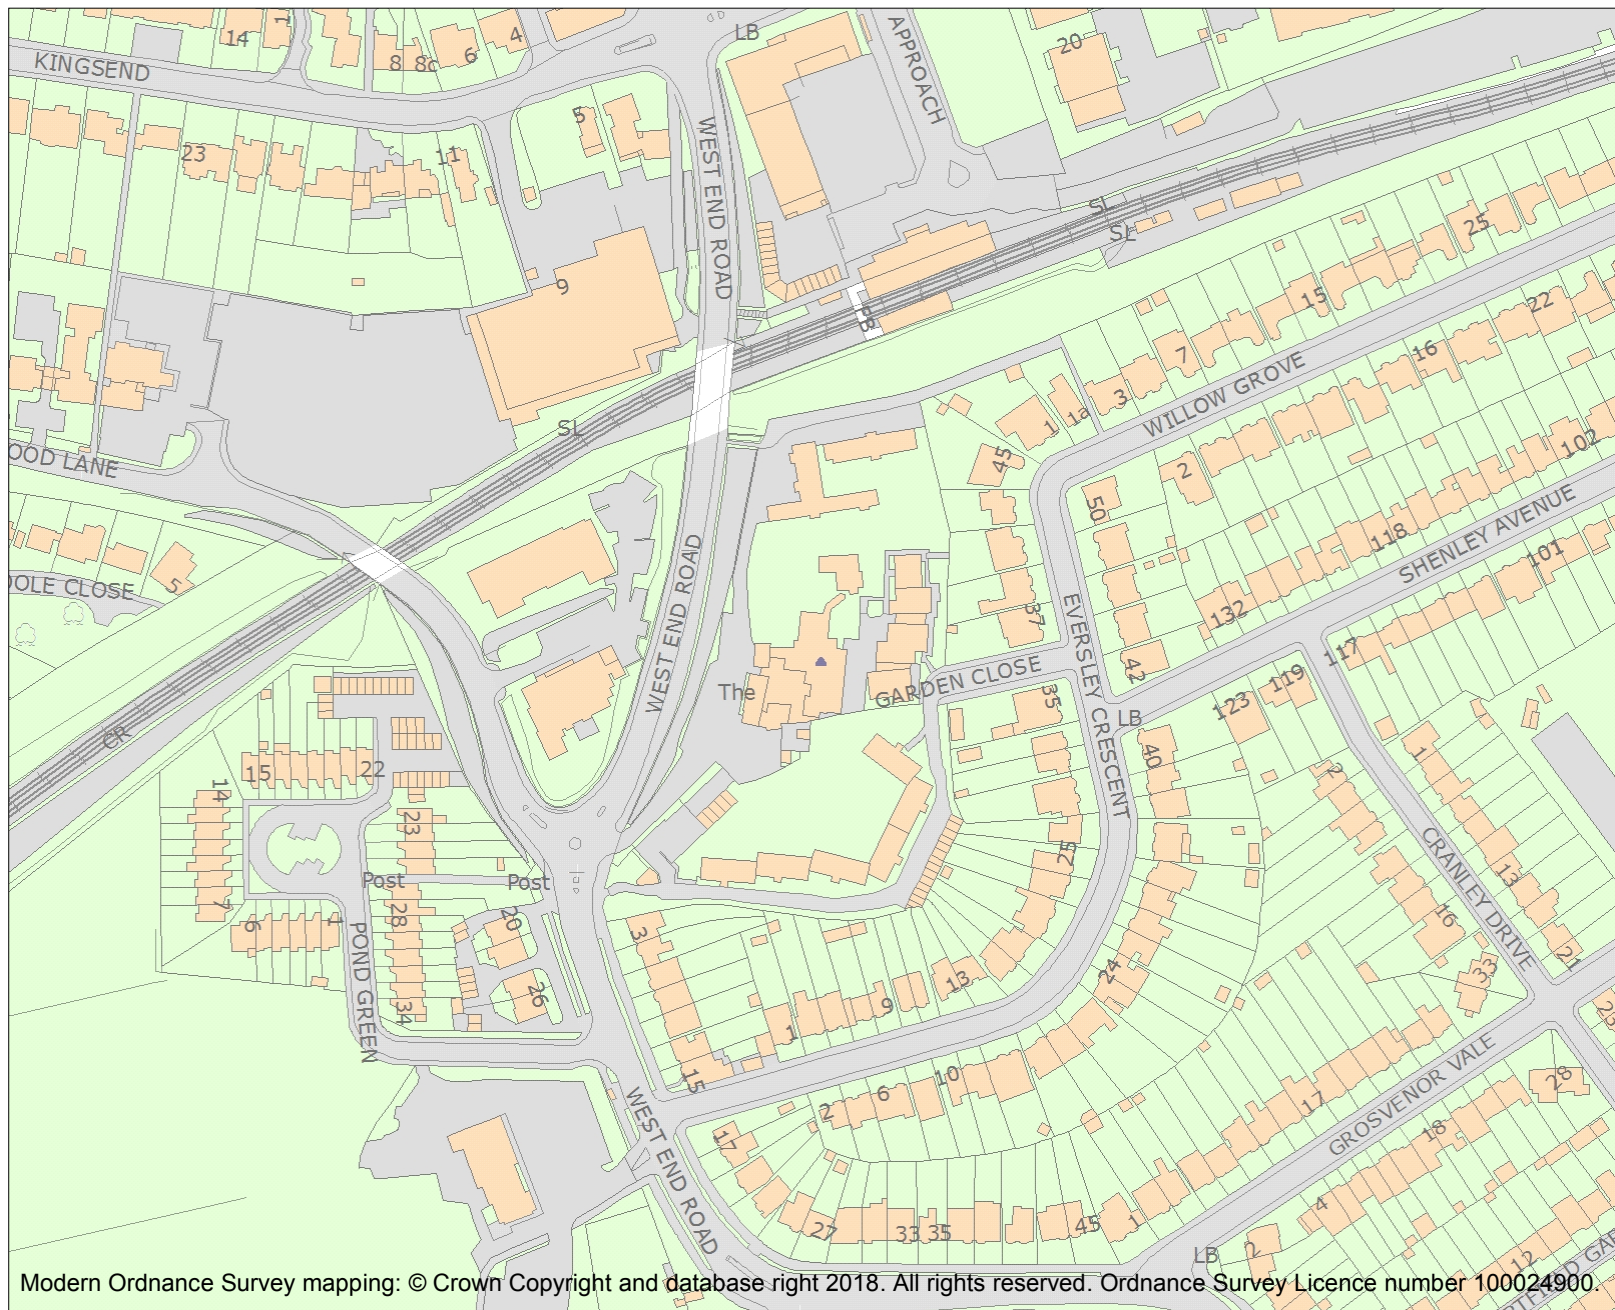 14
1
8
8c
6
4
LB
APPROACH
20
KINGSEND
5
WEST END ROAD
23
11
SL
SL
25
9
FB
15
22
7
16
3
1a
1
WILLOW GROVE
SL
45
2
102
OOD LANE
50
118
SHENLEY AVENUE
101
5
OLE CLOSE
WEST END ROAD
37
EVERSLEY CRESCENT
132
117
42
The
GARDEN CLOSE
35
119
123
LB
CR
40
15
22
14
2
1
23
25
CRANLEY DRIVE
13
Post
Post
7
28
20
6
1
3
16
21
33
POND GREEN
24
13
26
34
9
1
23
15
10
6
2
17
GROSVENOR VALE
28
18
WEST END ROAD
17
4
27
33
35
45
1
LB
2
12
Modern Ordnance Survey mapping: © Crown Copyright and database right 2018. All rights reserved. Ordnance Survey Licence number 100024900.